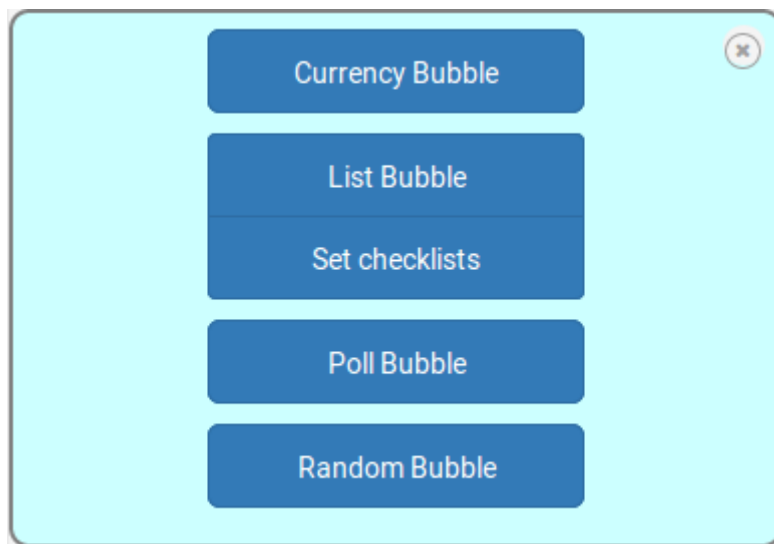 Currency Bubble
List Bubble
Set checklists
Poll Bubble
Random Bubble